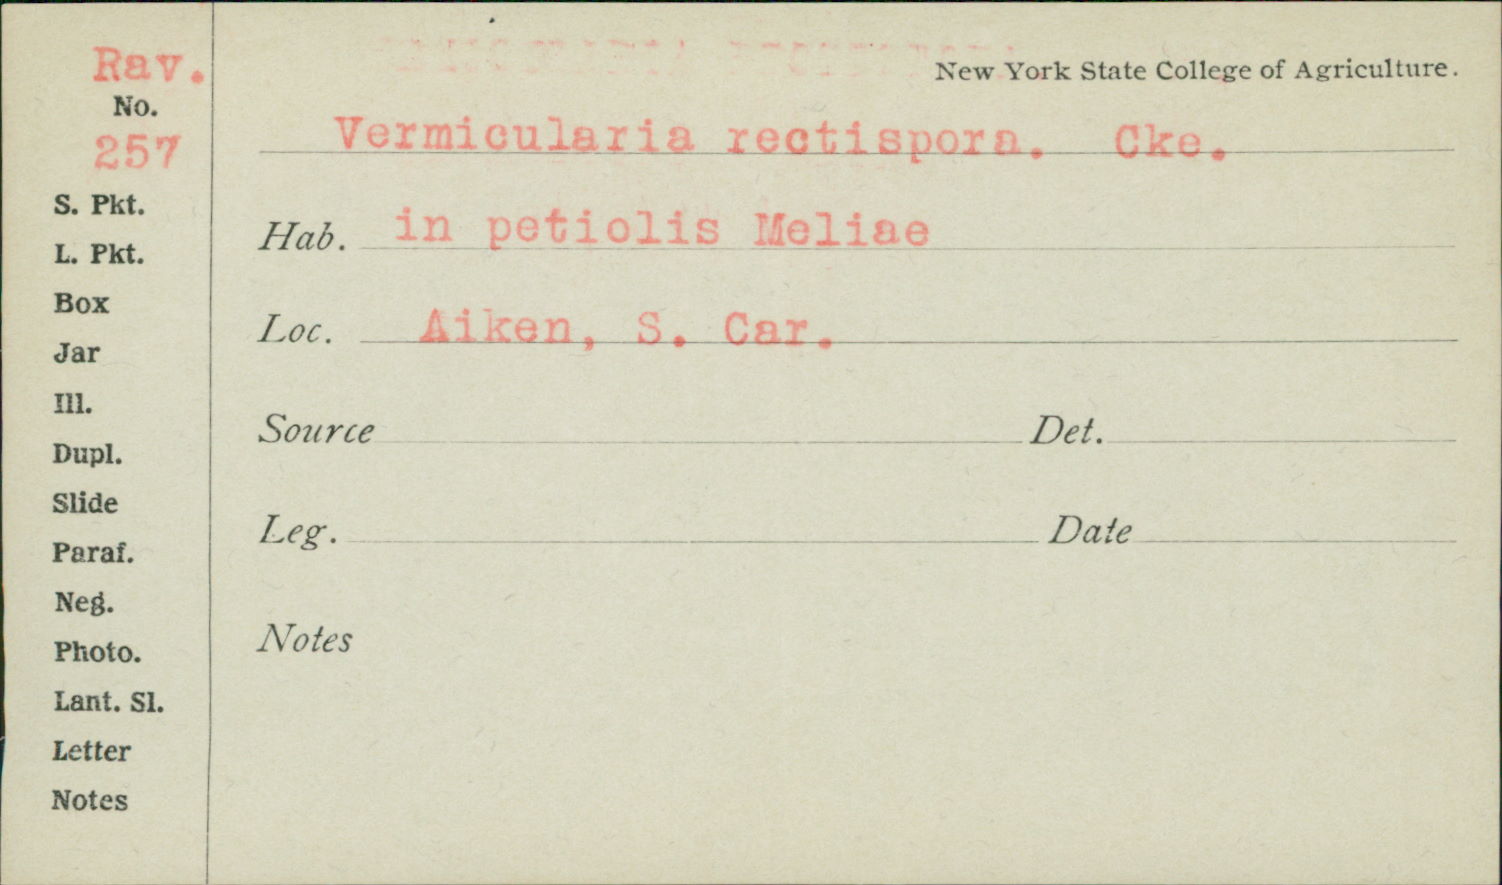 Rav.
No.
257
S. Pkt.
L. Pkt.
Box
Jar
Ill.
Dupl.
Slide
Paraf.
Neg.
Photo.
Lant. Sl.
Letter
Notes
New York State College of Agriculture.
Vermicularia rectispora. Cke.
Hab. in petiolis Meliae
Loc. Aiken, S. Car.
Source Det.
Leg. Date
Notes